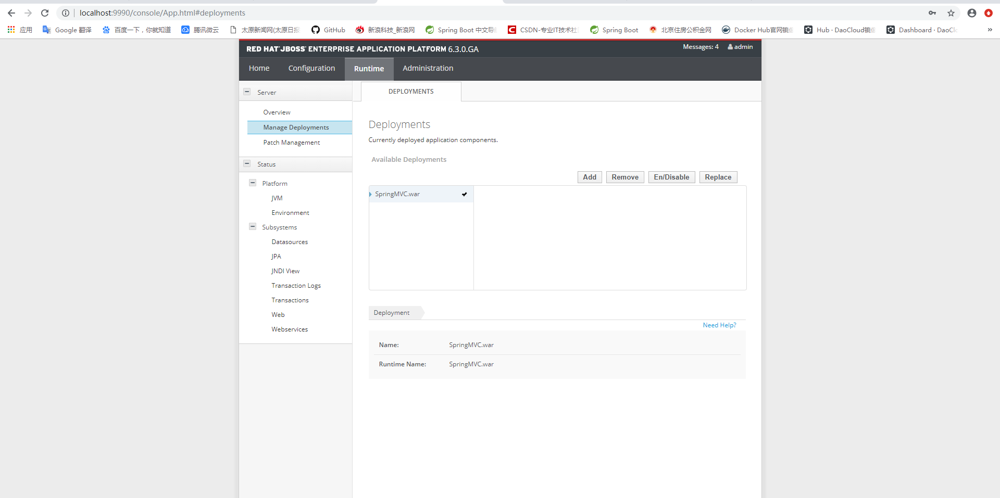 localhost:9990/console/App.html#deployments
应用 Google 翻译 百度一下，你就知道 腾讯微云 太原新闻网(太原日报 GitHub 新浪科技_新浪网 Spring Boot 中文导 CSDN-专业IT技术社 Spring Boot 北京住房公积金网 Docker Hub官网镜 Hub · DaoCloud镜 Dashboard · DaoCl »
RED HAT JBOSS ENTERPRISE APPLICATION PLATFORM 6.3.0.GA
Messages: 4 admin
Home Configuration Runtime Administration
Server
Overview
Manage Deployments
Patch Management
Status
Platform
JVM
Environment
Subsystems
Datasources
JPA
JNDI View
Transaction Logs
Transactions
Web
Webservices
DEPLOYMENTS
Deployments
Currently deployed application components.
Available Deployments
Add Remove En/Disable Replace
SpringMVC.war
Deployment
Need Help?
Name: SpringMVC.war
Runtime Name: SpringMVC.war